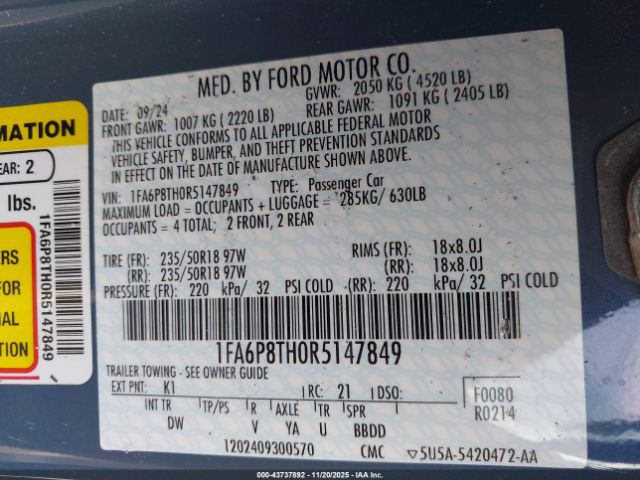 MATION
EAR: 2
lbs.
ERS
FOR
NAL
ION
1FA6P8TH0R5147849
MFD. BY FORD MOTOR CO.
DATE: 09/24 GVWR: 2050 KG ( 4520 LB)
FRONT GAWR: 1007 KG ( 2220 LB) REAR GAWR: 1091 KG ( 2405 LB)
THIS VEHICLE CONFORMS TO ALL APPLICABLE FEDERAL MOTOR
VEHICLE SAFETY, BUMPER, AND THEFT PREVENTION STANDARDS
IN EFFECT ON THE DATE OF MANUFACTURE SHOWN ABOVE.
VIN: 1FA6P8TH0R5147849 TYPE: Passenger Car
MAXIMUM LOAD = OCCUPANTS + LUGGAGE = 285KG/ 630LB
OCCUPANTS = 4 TOTAL; 2 FRONT, 2 REAR
TIRE (FR): 235/50R18 97W RIMS (FR): 18x8.0J
(RR): 235/50R18 97W (RR): 18x8.0J
PRESSURE (FR): 220 kPa/ 32 PSI COLD (RR): 220 kPa/ 32 PSI COLD
1FA6P8TH0R5147849
TRAILER TOWING - SEE OWNER GUIDE
EXT PNT: K1 RC: 21 DSO: F0080
INT TR TP/PS R AXLE TR SPR R0214
DW V YA U BBDD
1202409300570 CMC ▽5U5A-5420472-AA
000-43737892 - 11/20/2025 - IAAI.COM